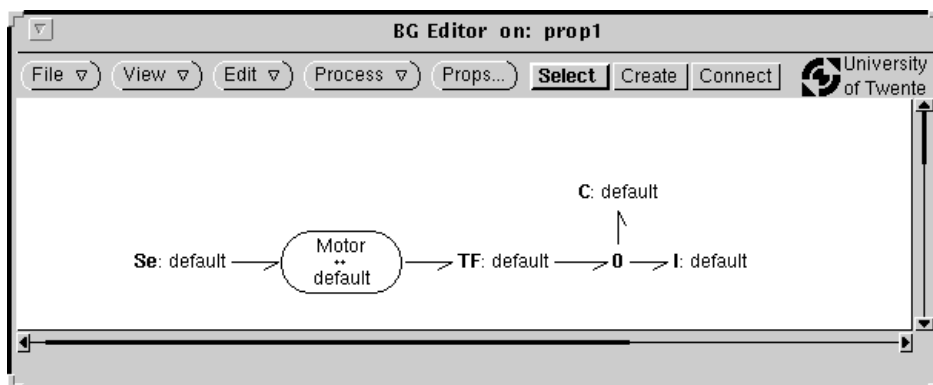 BG Editor on: prop1
File View Edit Process Props... Select Create Connect University
of Twente
C: default
Motor
Se: default TF: default 0 I: default
default